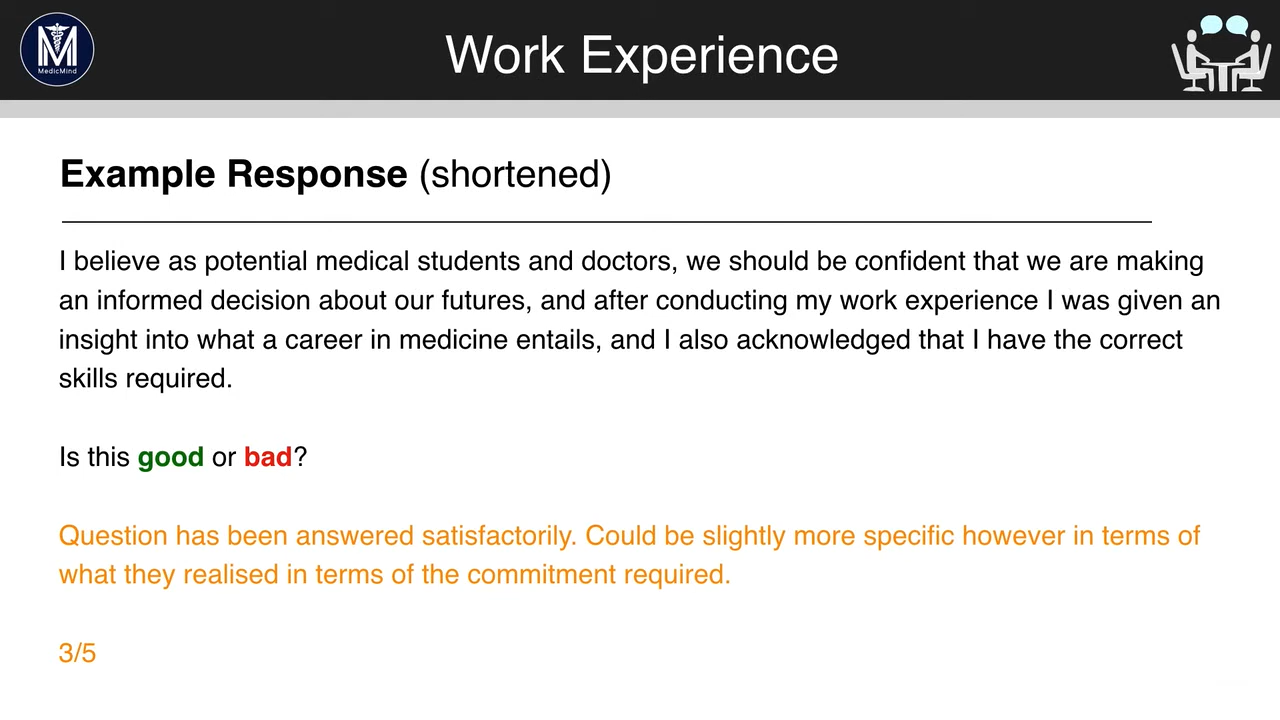 MedicMind
Work Experience
Example Response (shortened)
I believe as potential medical students and doctors, we should be confident that we are making
an informed decision about our futures, and after conducting my work experience I was given an
insight into what a career in medicine entails, and I also acknowledged that I have the correct
skills required.
Is this good or bad?
Question has been answered satisfactorily. Could be slightly more specific however in terms of
what they realised in terms of the commitment required.
3/5